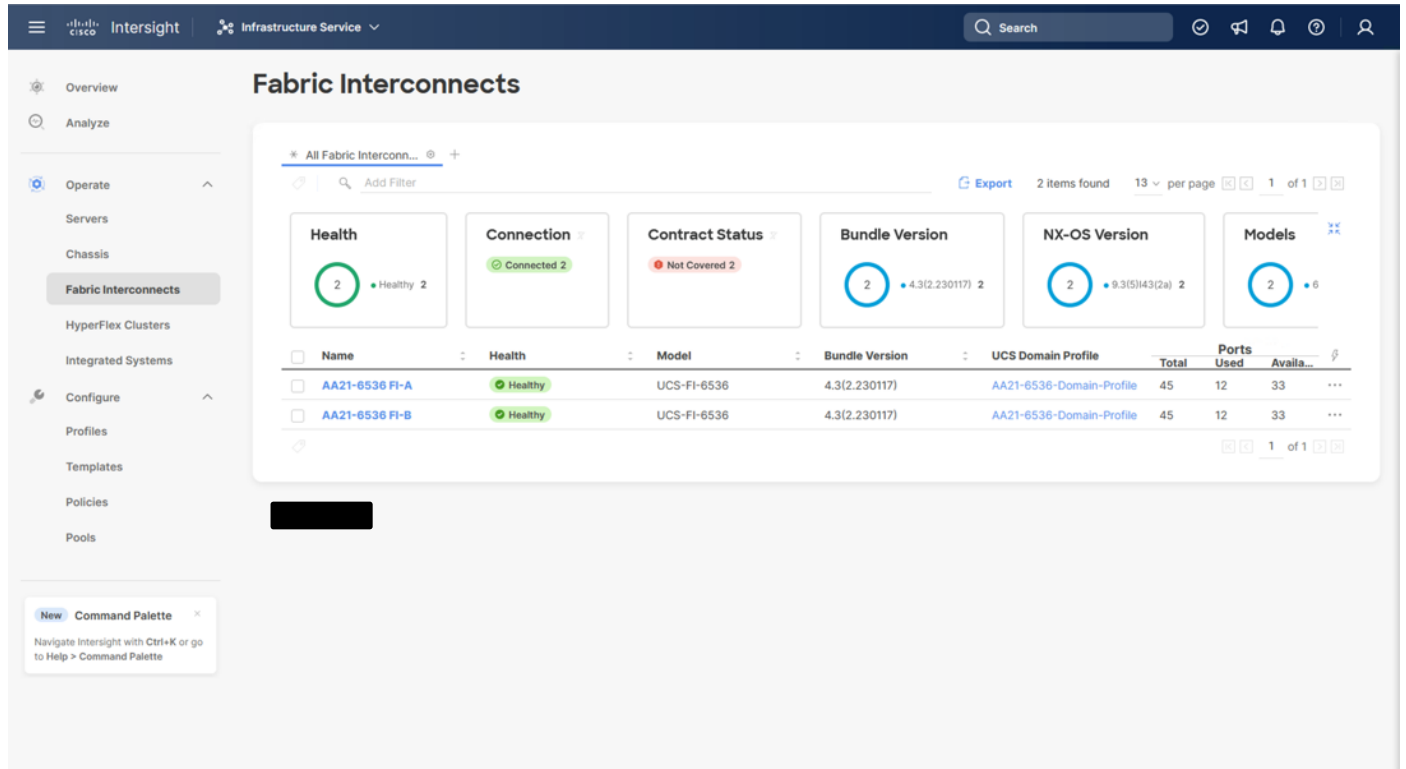 cisco Intersight Infrastructure Service Search
Overview
Analyze
Operate
Servers
Chassis
Fabric Interconnects
HyperFlex Clusters
Integrated Systems
Configure
Profiles
Templates
Policies
Pools
New Command Palette
Navigate Intersight with Ctrl+K or go
to Help > Command Palette
Fabric Interconnects
All Fabric Interconn...
Add Filter Export 2 items found 13 per page 1 of 1
Health
2 Healthy 2
Connection
Connected 2
Contract Status
Not Covered 2
Bundle Version
2 4.3(2.230117) 2
NX-OS Version
2 9.3(5)I43(2a) 2
Models
2 6
Ports
Name Health Model Bundle Version UCS Domain Profile Total Used Availa...
AA21-6536 FI-A Healthy UCS-FI-6536 4.3(2.230117) AA21-6536-Domain-Profile 45 12 33 ...
AA21-6536 FI-B Healthy UCS-FI-6536 4.3(2.230117) AA21-6536-Domain-Profile 45 12 33 ...
1 of 1